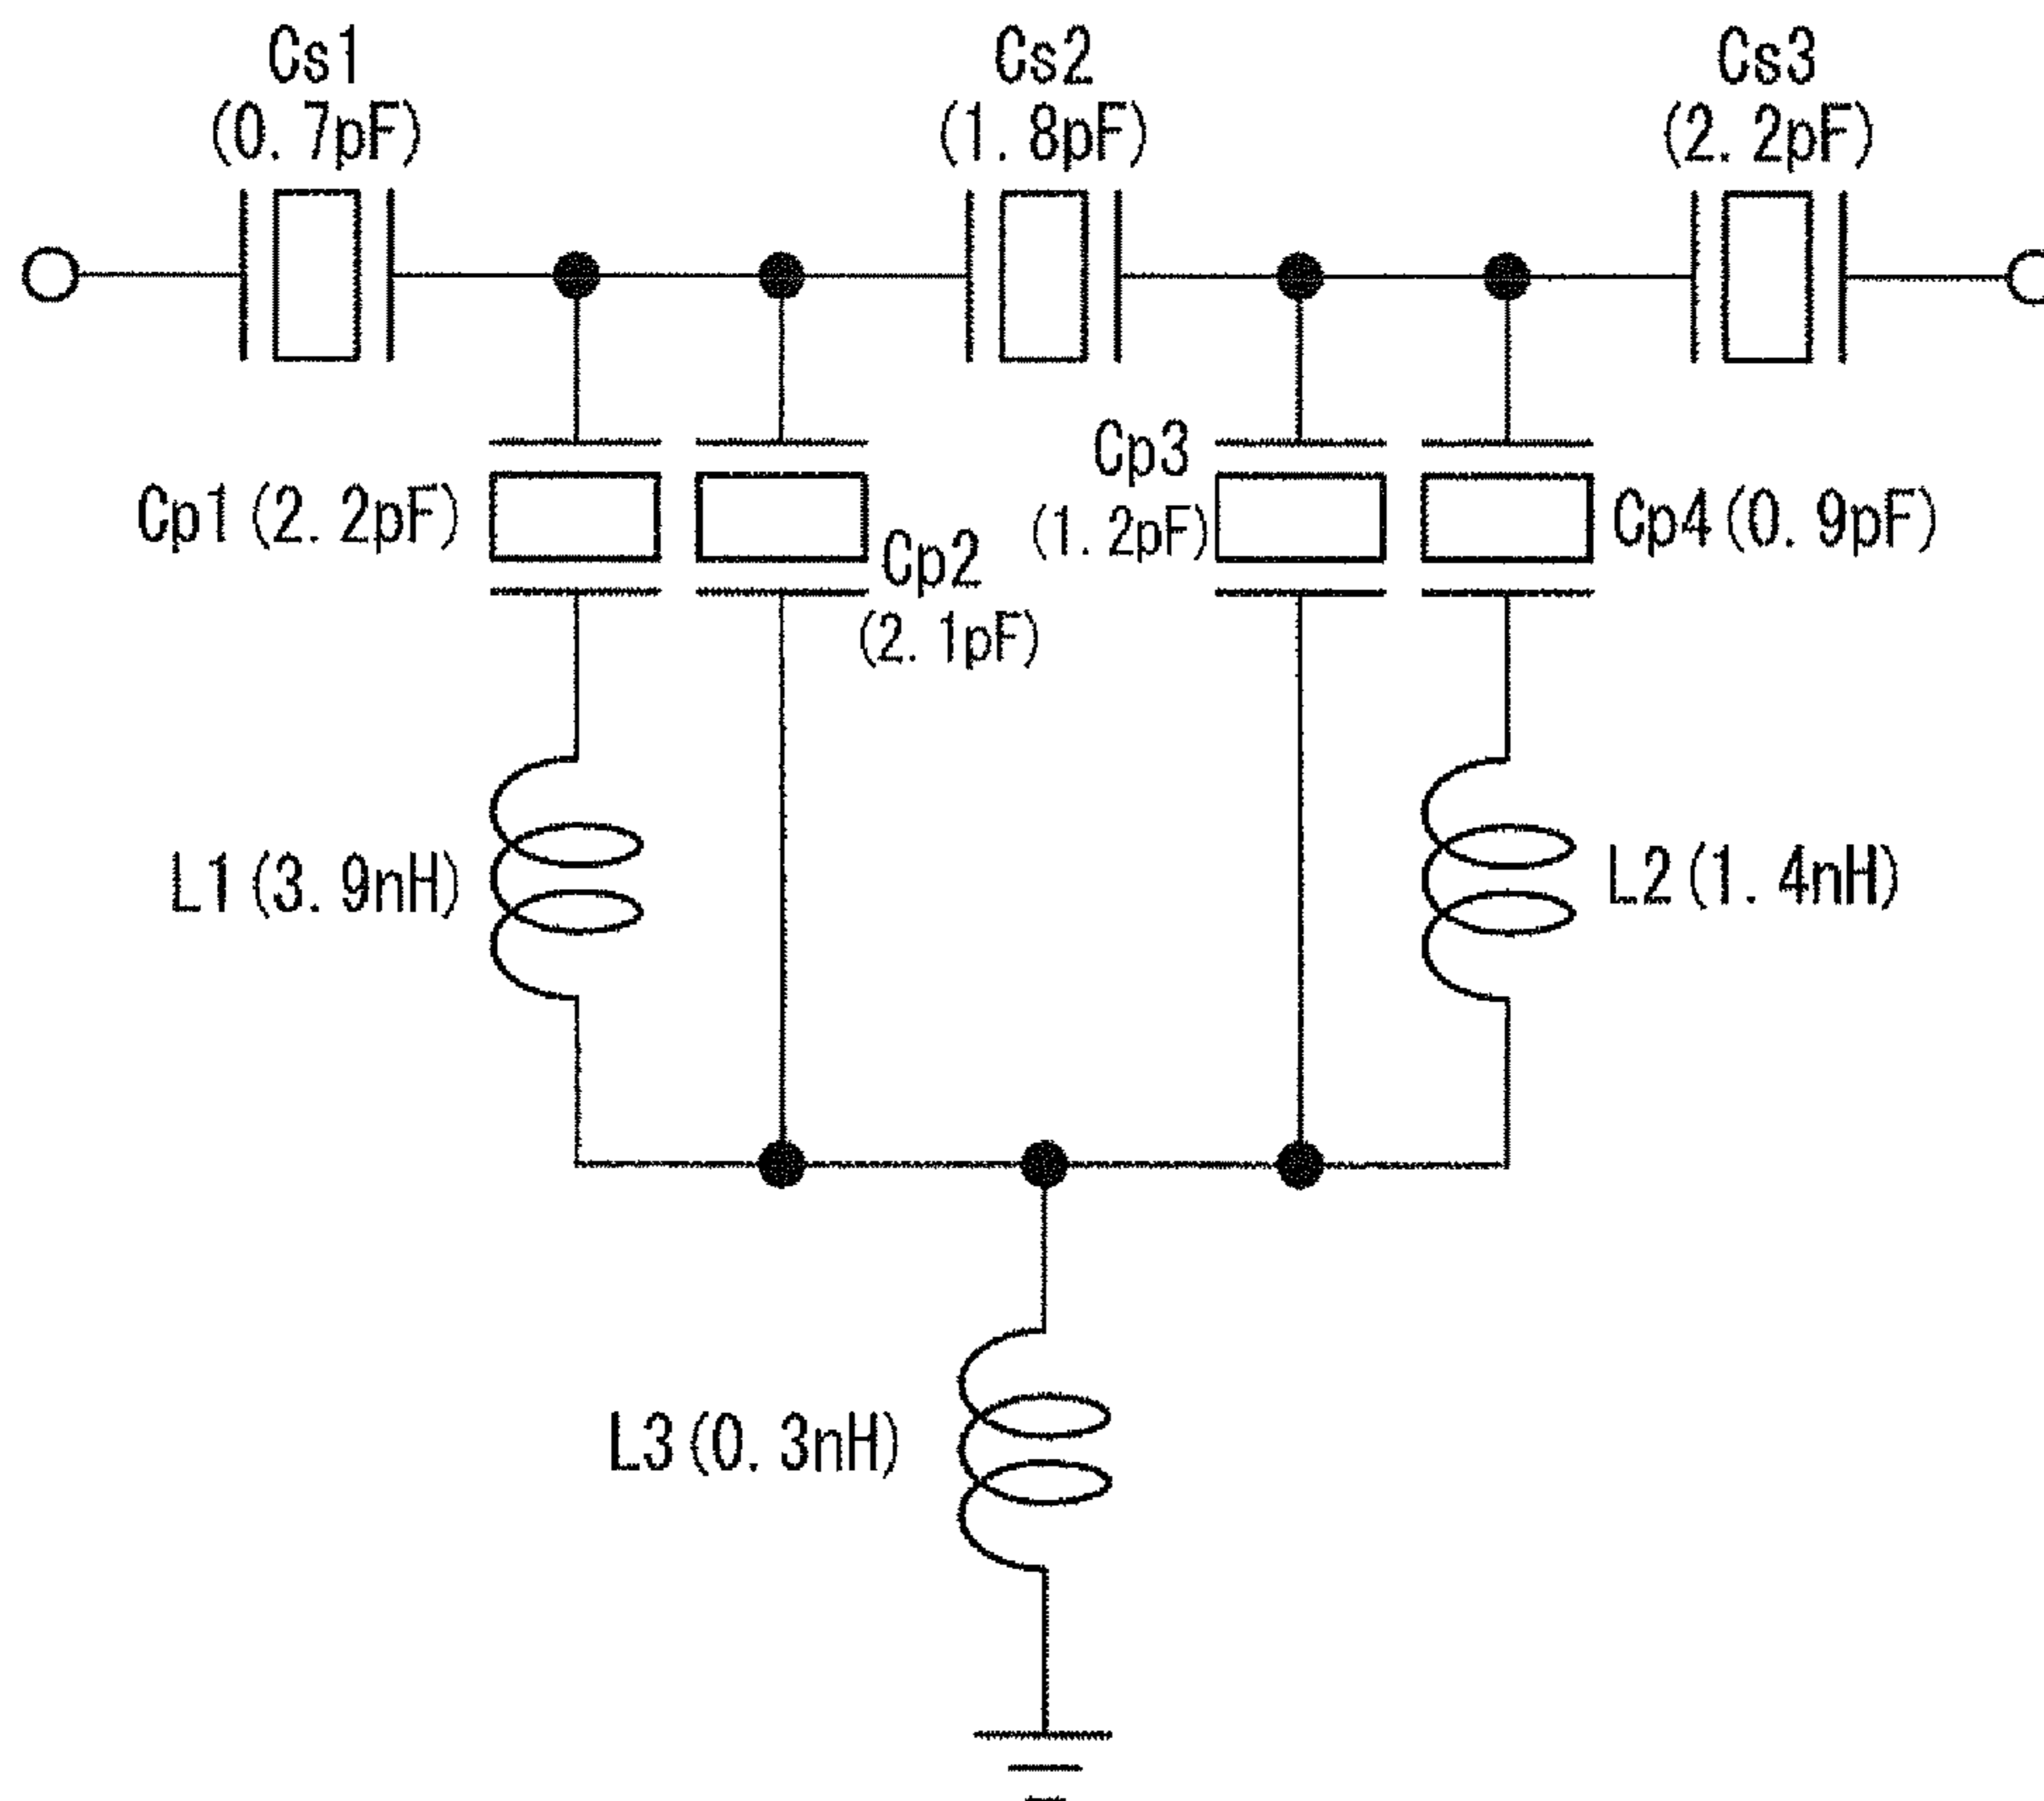 Cs1
(0.7pF)
Cs2
(1.8pF)
Cs3
(2.2pF)
Cp1(2.2pF)
Cp2
(2.1pF)
Cp3
(1.2pF)
Cp4(0.9pF)
L1(3.9nH)
L2(1.4nH)
L3(0.3nH)